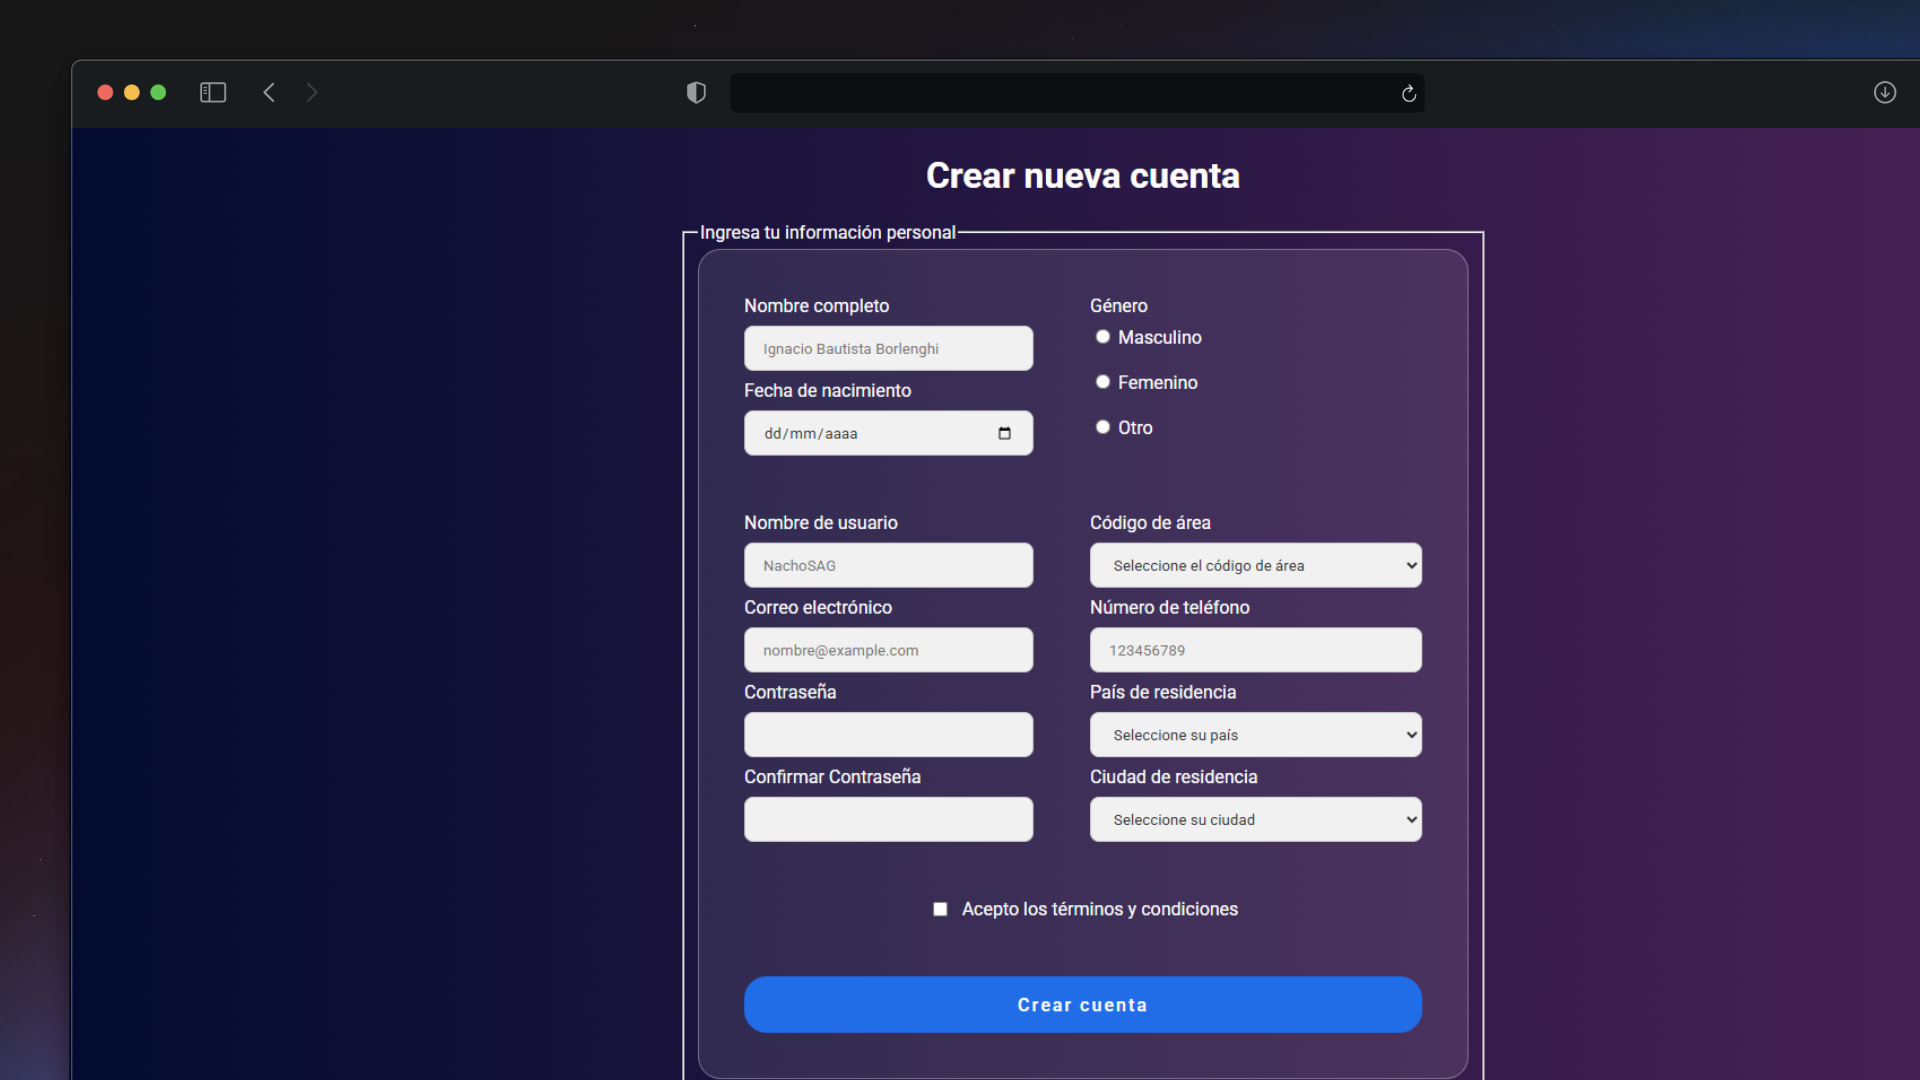 Crear nueva cuenta
Ingresa tu información personal
Nombre completo
Ignacio Bautista Borlenghi
Fecha de nacimiento
dd/mm/aaaa
Género
Masculino
Femenino
Otro
Nombre de usuario
NachoSAG
Correo electrónico
nombre@example.com
Contraseña
Confirmar Contraseña
Código de área
Seleccione el código de área
Número de teléfono
123456789
País de residencia
Seleccione su país
Ciudad de residencia
Seleccione su ciudad
Acepto los términos y condiciones
Crear cuenta